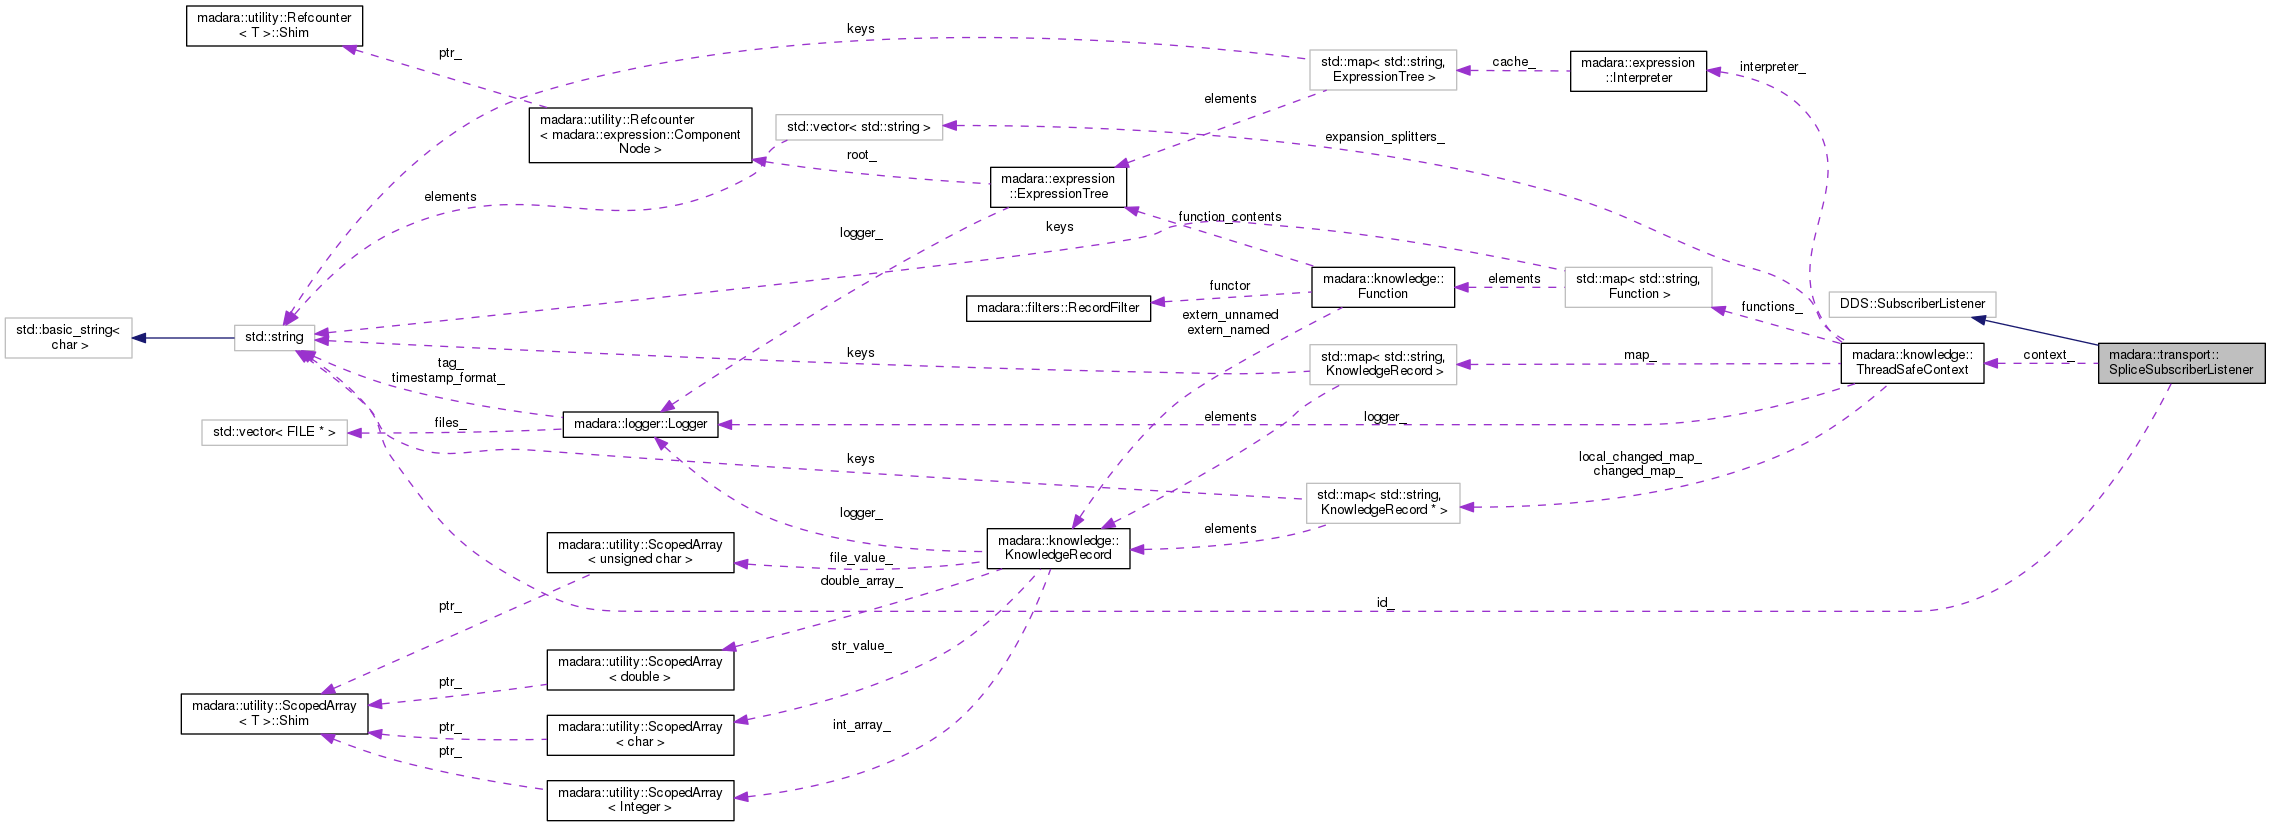 madara::utility::Refcounter
< T >::Shim
keys
ptr_
std::map< std::string,
ExpressionTree >
cache_
madara::expression
::Interpreter
interpreter_
elements
madara::utility::Refcounter
< madara::expression::Component
Node >
std::vector< std::string >
expansion_splitters_
root_
madara::expression
::ExpressionTree
elements
function_contents
keys
logger_
madara::knowledge::
Function
elements
std::map< std::string,
Function >
functions_
functor
madara::filters::RecordFilter
DDS::SubscriberListener
extern_unnamed
extern_named
std::basic_string<
char >
std::string
keys
std::map< std::string,
KnowledgeRecord >
map_
madara::knowledge::
ThreadSafeContext
context_
madara::transport::
SpliceSubscriberListener
tag_
timestamp_format_
elements
logger_
std::vector< FILE * >
files_
madara::logger::Logger
keys
local_changed_map_
changed_map_
std::map< std::string,
KnowledgeRecord * >
logger_
elements
madara::knowledge::
KnowledgeRecord
madara::utility::ScopedArray
< unsigned char >
file_value_
double_array_
ptr_
id_
str_value_
madara::utility::ScopedArray
< double >
ptr_
madara::utility::ScopedArray
< T >::Shim
ptr_
madara::utility::ScopedArray
< char >
int_array_
ptr_
madara::utility::ScopedArray
< Integer >